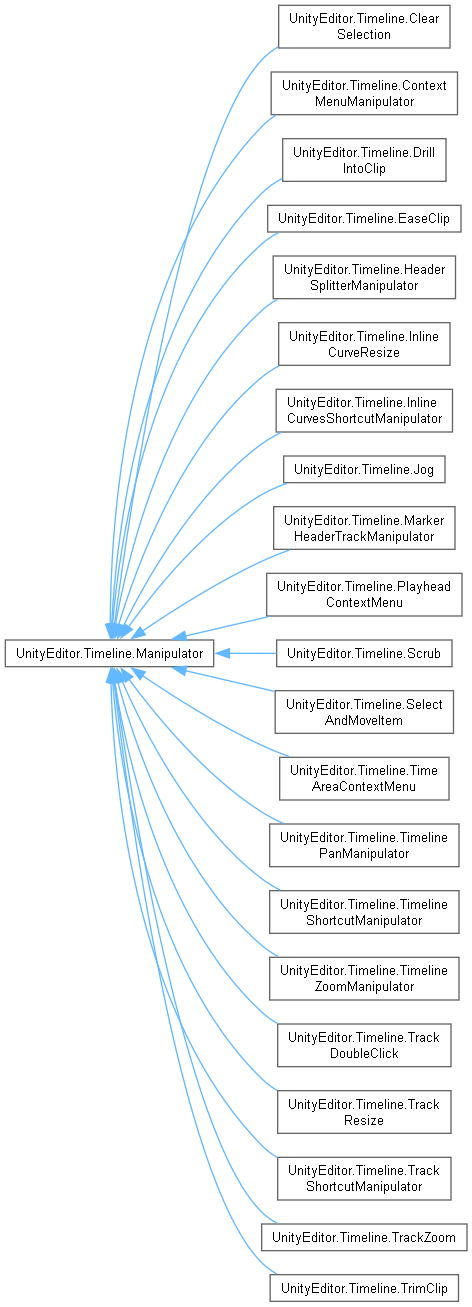 UnityEditor.Timeline.Clear
Selection
UnityEditor.Timeline.Context
MenuManipulator
UnityEditor.Timeline.Drill
IntoClip
UnityEditor.Timeline.EaseClip
UnityEditor.Timeline.Header
SplitterManipulator
UnityEditor.Timeline.Inline
CurveResize
UnityEditor.Timeline.Inline
CurvesShortcutManipulator
UnityEditor.Timeline.Jog
UnityEditor.Timeline.Marker
HeaderTrackManipulator
UnityEditor.Timeline.Playhead
ContextMenu
UnityEditor.Timeline.Manipulator
UnityEditor.Timeline.Scrub
UnityEditor.Timeline.Select
AndMoveItem
UnityEditor.Timeline.Time
AreaContextMenu
UnityEditor.Timeline.Timeline
PanManipulator
UnityEditor.Timeline.Timeline
ShortcutManipulator
UnityEditor.Timeline.Timeline
ZoomManipulator
UnityEditor.Timeline.Track
DoubleClick
UnityEditor.Timeline.Track
Resize
UnityEditor.Timeline.Track
ShortcutManipulator
UnityEditor.Timeline.TrackZoom
UnityEditor.Timeline.TrimClip